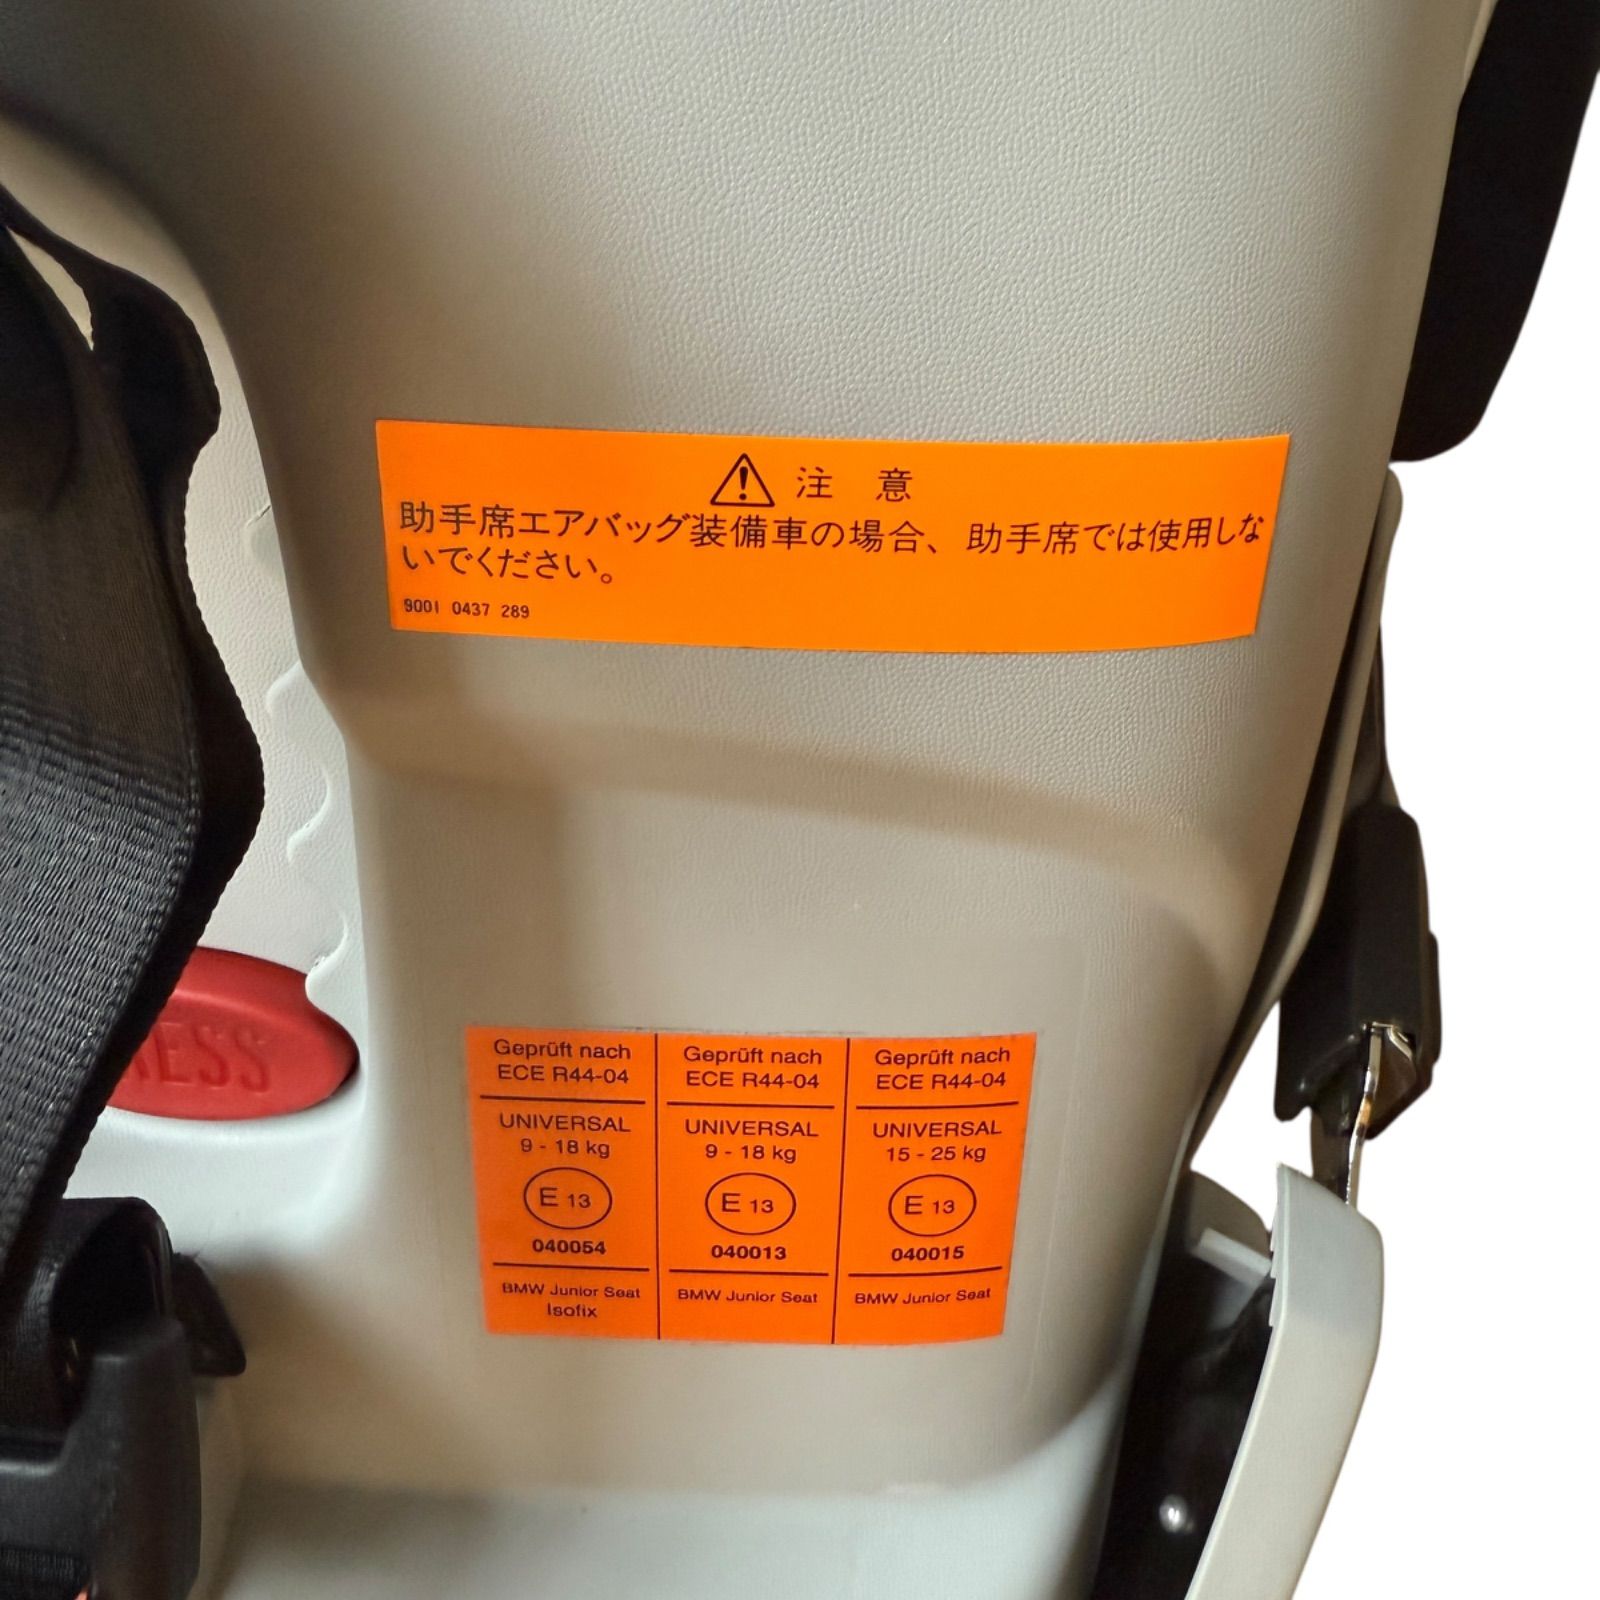 注 意
助手席エアバッグ装備車の場合、助手席では使用しな
いでください。
9001 0437 289
Geprüft nach
ECE R44-04
UNIVERSAL
9 - 18 kg
E 13
040054
BMW Junior Seat
Isofix
Geprüft nach
ECE R44-04
UNIVERSAL
9 - 18 kg
E 13
040013
BMW Junior Seat
Geprüft nach
ECE R44-04
UNIVERSAL
15 - 25 kg
E 13
040015
BMW Junior Seat